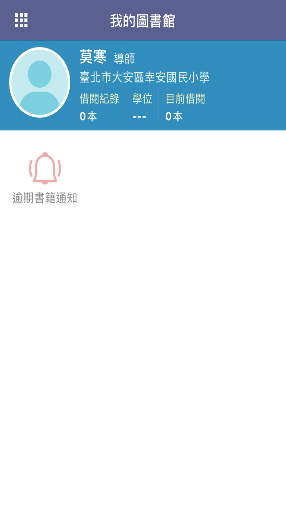 我的圖書館
莫寒 導師
臺北市大安區幸安國民小學
借閱紀錄 學位 目前借閱
0本 --- 0本
逾期書籍通知